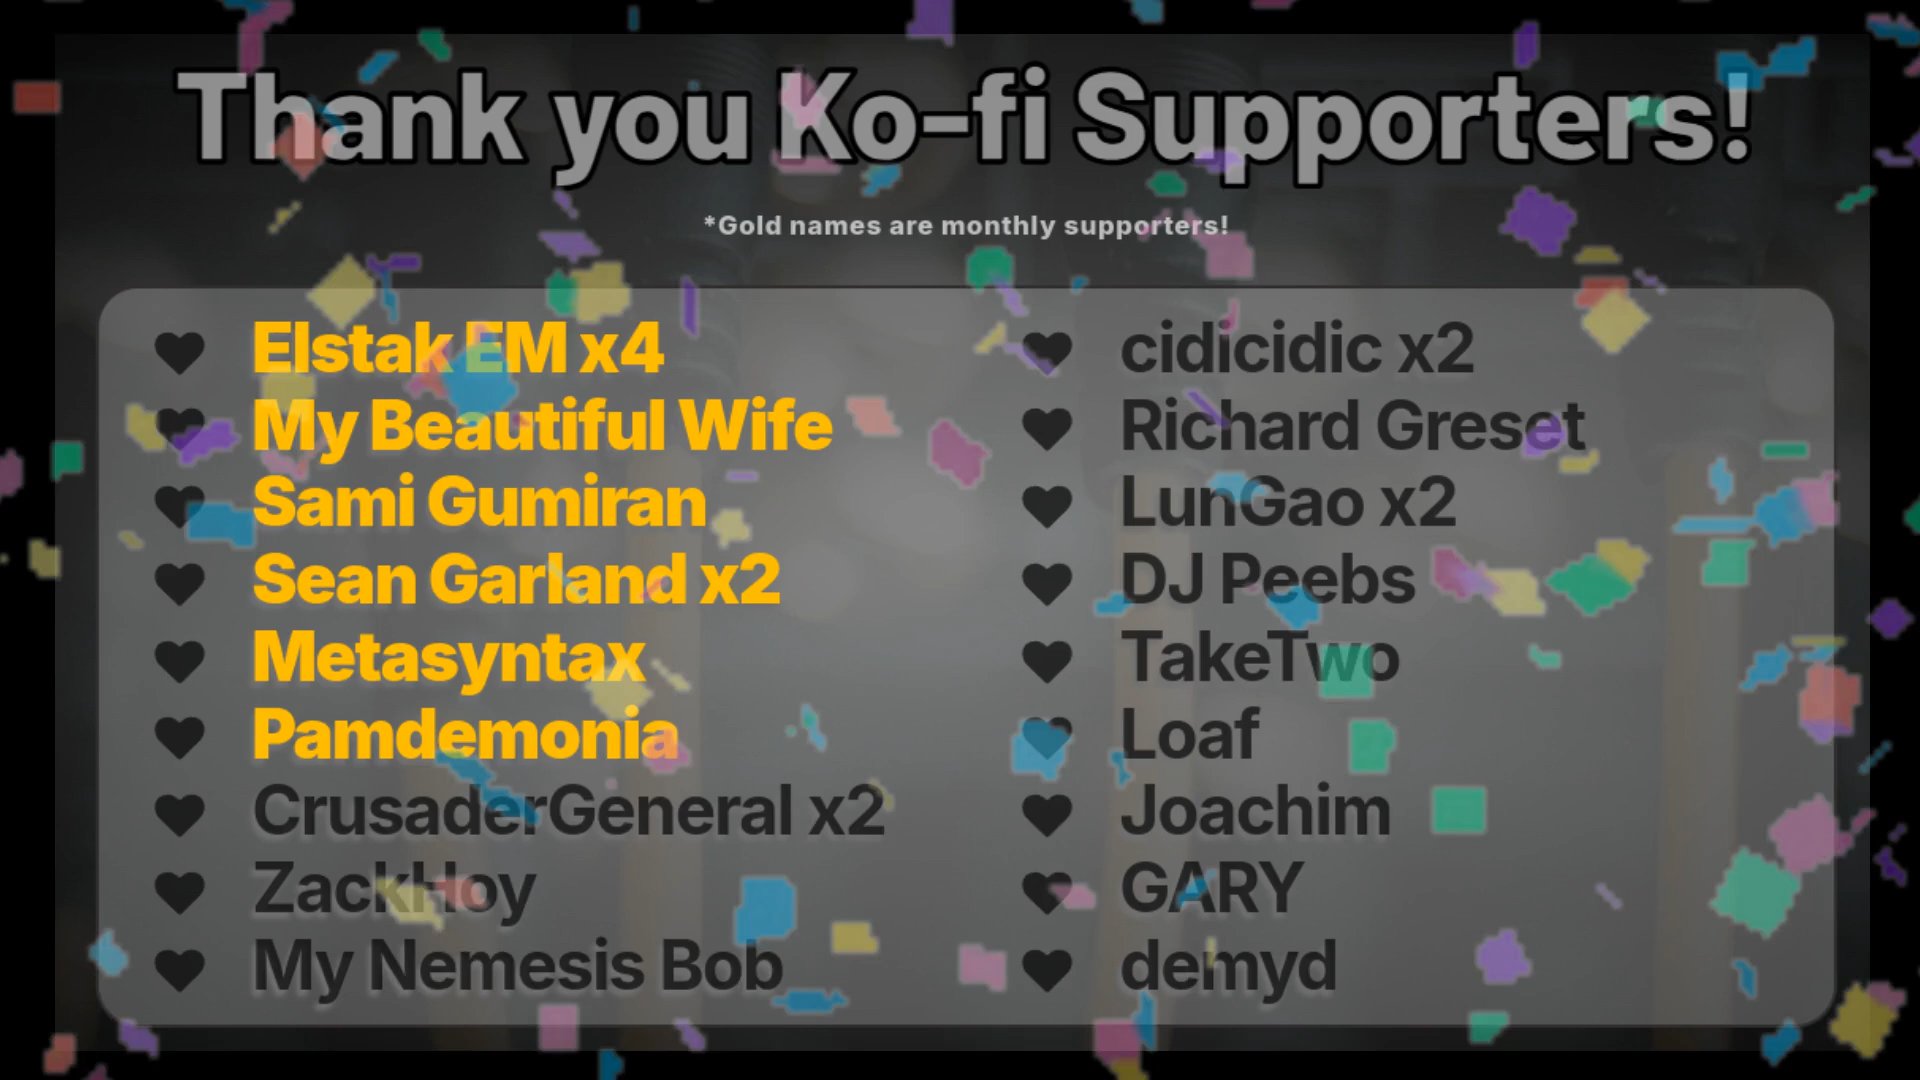 Thank you Ko-fi Supporters!
*Gold names are monthly supporters!
Elstak EM x4
My Beautiful Wife
Sami Gumiran
Sean Garland x2
Metasyntax
Pamdemonia
CrusaderGeneral x2
ZackHoy
My Nemesis Bob
cidicidic x2
Richard Greset
LunGao x2
DJ Peebs
TakeTwo
Loaf
Joachim
GARY
demyd